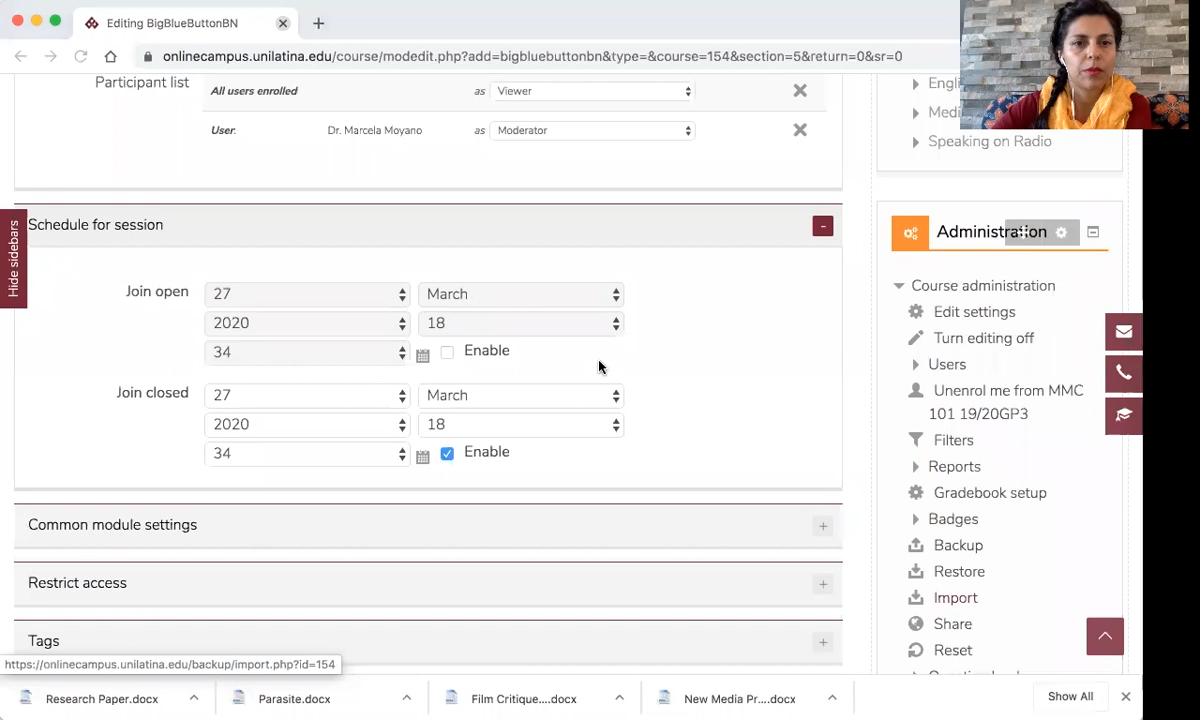 Editing BigBlueButtonBN
onlinecampus.unilatina.edu/course/modedit.php?add=bigbluebuttonbn&type=&course=154&section=5&return=0&sr=0
Participant list
All users enrolled as Viewer
User. Dr. Marcela Moyano as Moderator
Schedule for session
-
Join open 27 March
2020 18
34 Enable
Join closed 27 March
2020 18
34 Enable
Common module settings +
Restrict access +
Tags +
Hide sidebars
Engli
Medi
Speaking on Radio
Administration
Course administration
Edit settings
Turn editing off
Users
Unenrol me from MMC
101 19/20GP3
Filters
Reports
Gradebook setup
Badges
Backup
Restore
Import
Share
Reset
https://onlinecampus.unilatina.edu/backup/import.php?id=154
Research Paper.docx
Parasite.docx
Film Critique....docx
New Media Pr....docx
Show All